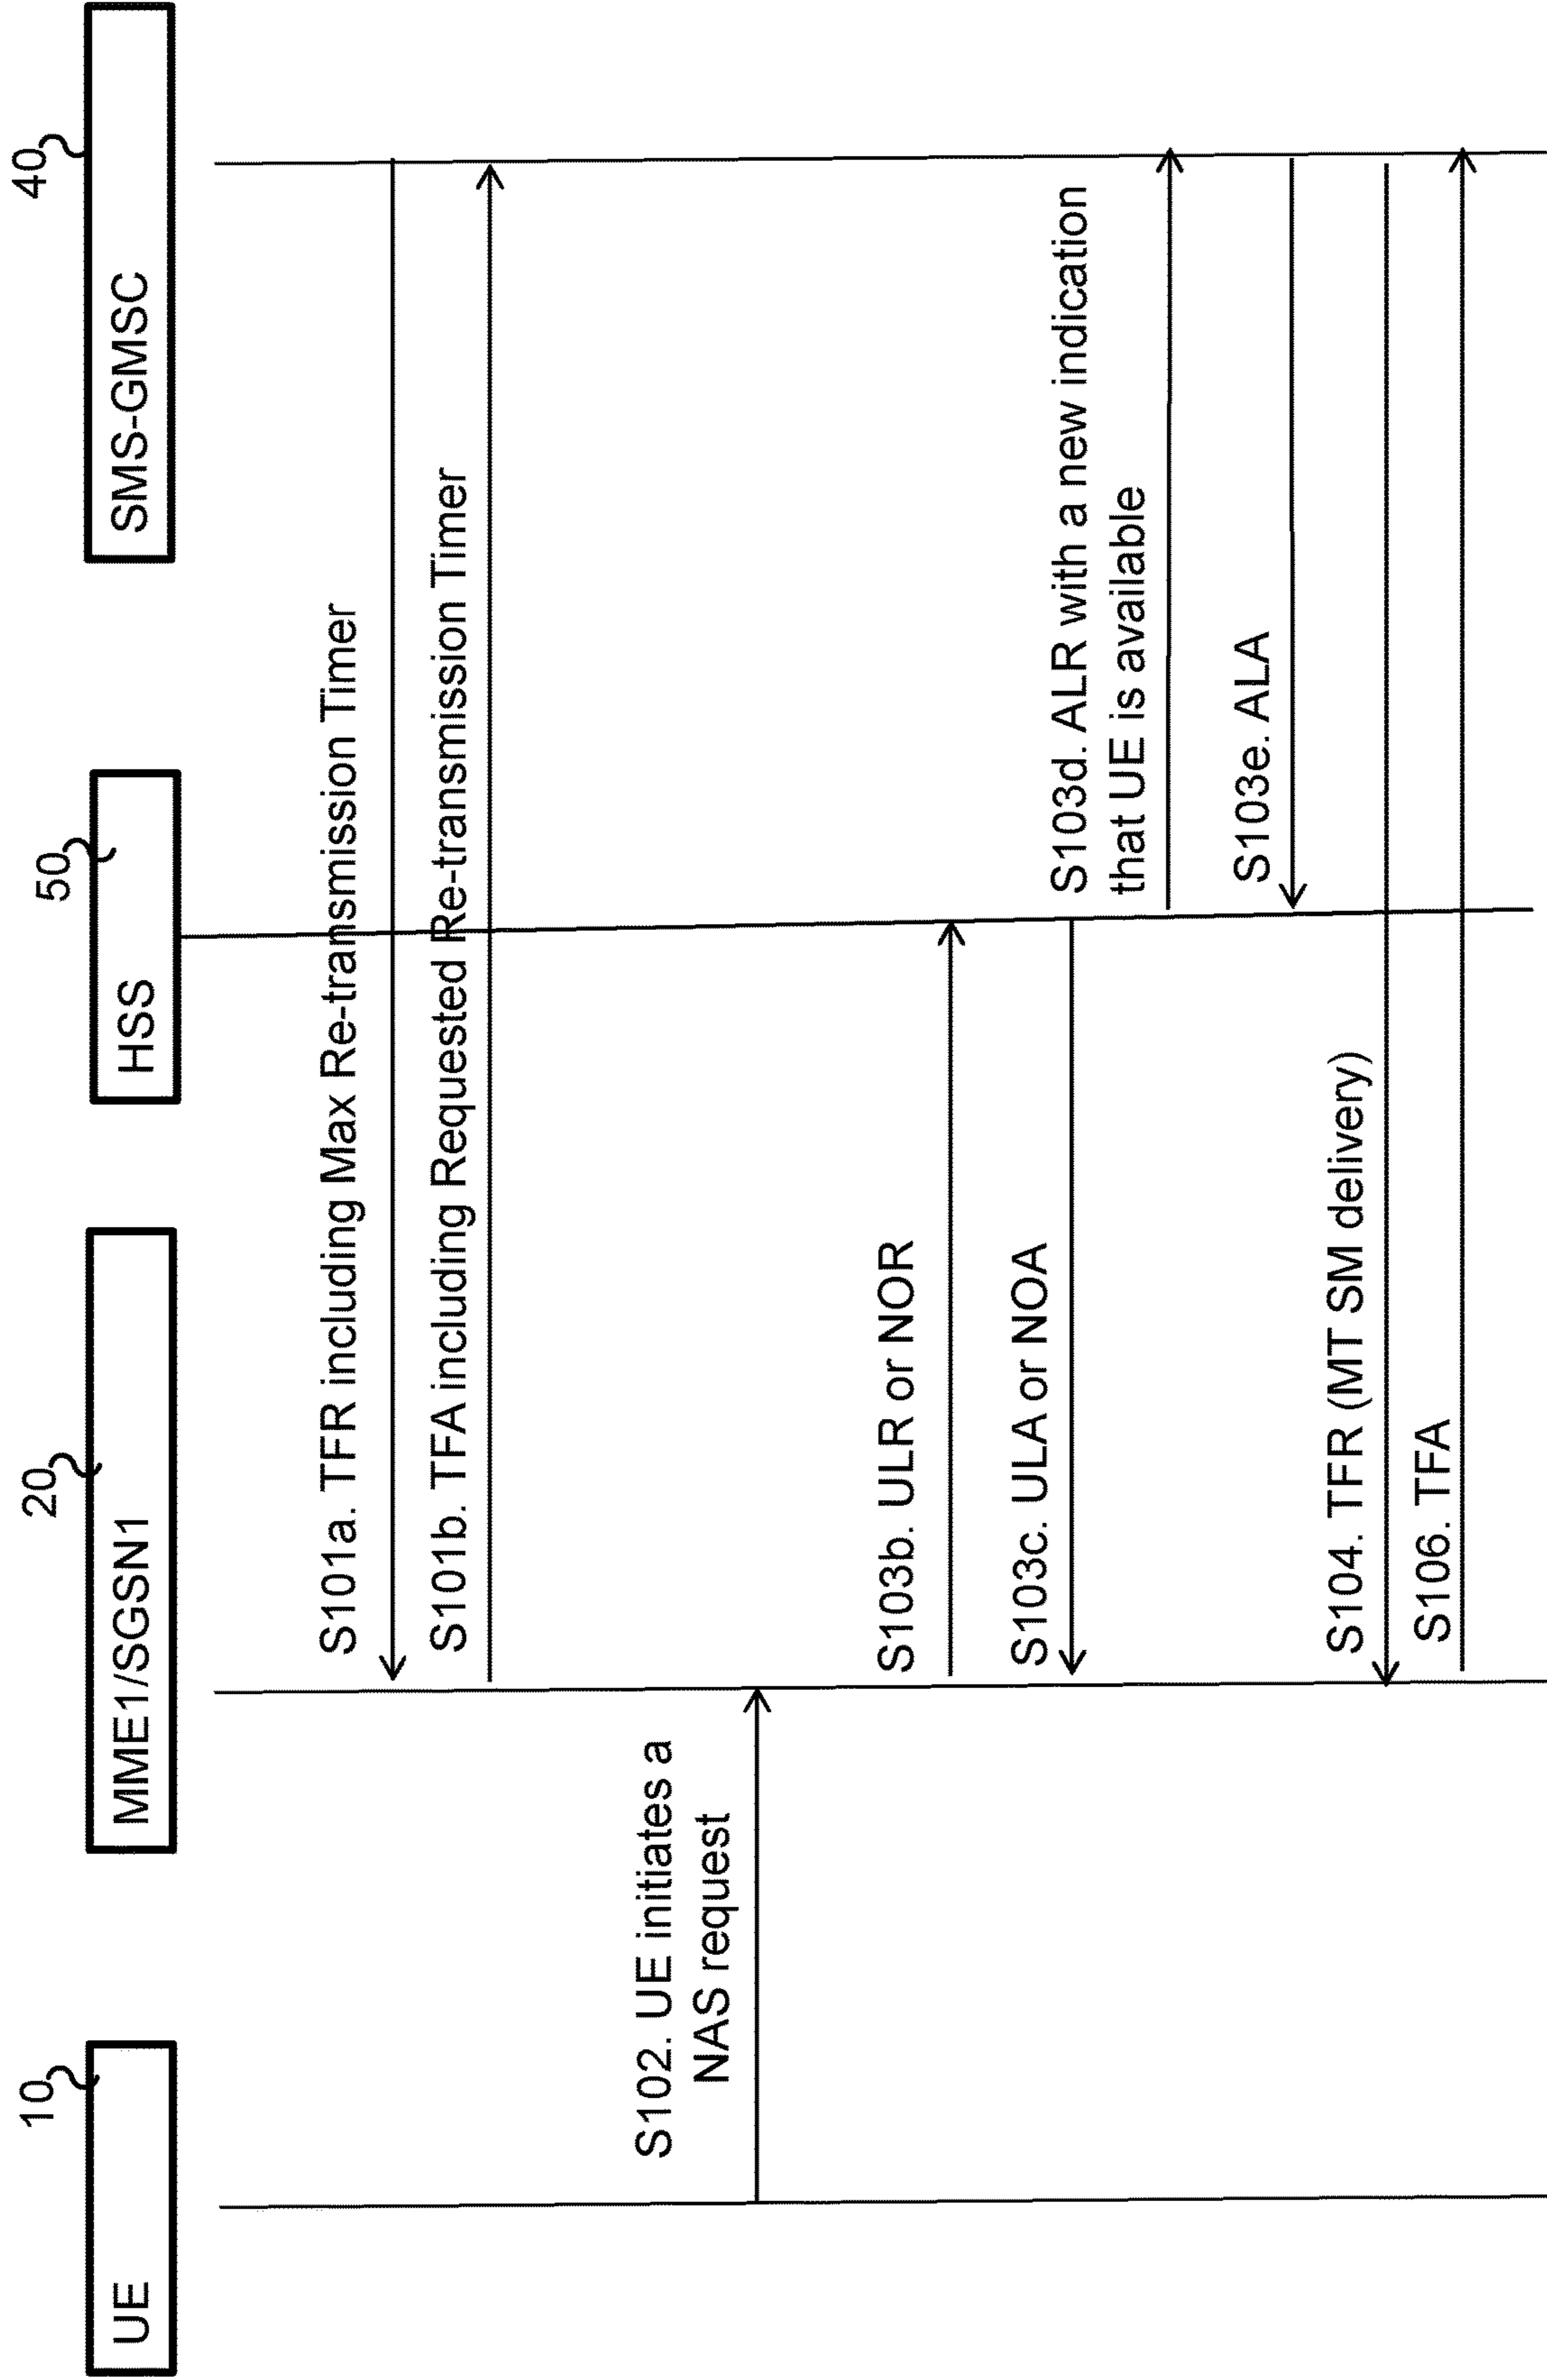 10
20
50
40
UE
MME1/SGSN1
HSS
SMS-GMSC
S101a. TFR including Max Re-transmission Timer
S101b. TFA including Requested Re-transmission Timer
S102. UE initiates a
NAS request
S103b. ULR or NOR
S103c. ULA or NOA
S103d. ALR with a new indication
that UE is available
S103e. ALA
S104. TFR (MT SM delivery)
S106. TFA